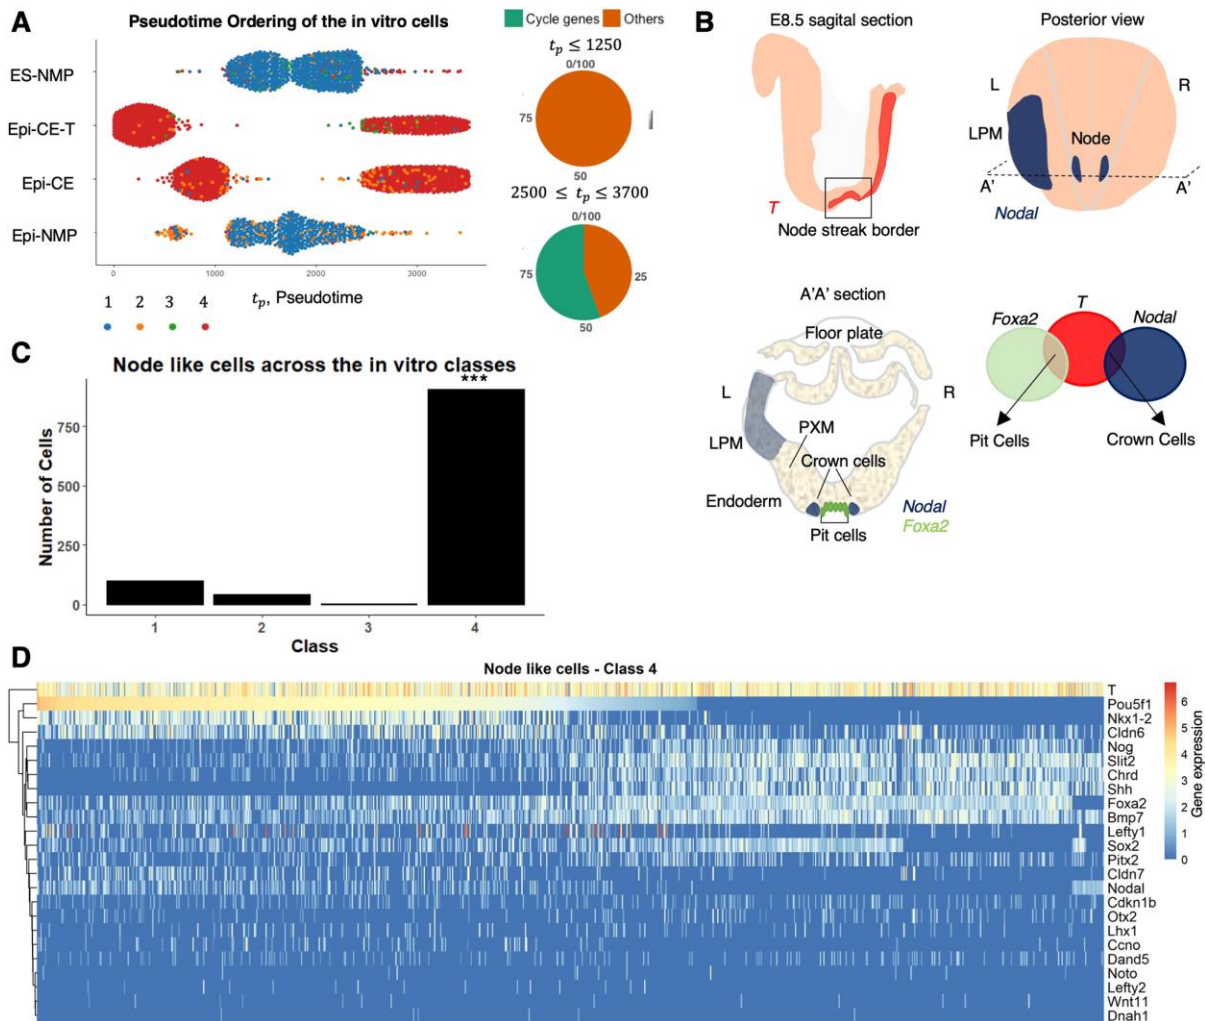 A
Pseudotime Ordering of the in vitro cells
Cycle genes
Others
ES-NMP
Epi-CE-T
Epi-CE
Epi-NMP
0
1000
2000
3000
t_p, Pseudotime
1 2 3 4
t_p ≤ 1250
0/100
75
50
2500 ≤ t_p ≤ 3700
0/100
75
25
50
B
E8.5 sagital section
T
Node streak border
Posterior view
L
R
LPM
Node
A'
A'
Nodal
A'A' section
Floor plate
L
R
LPM
PXM
Crown cells
Endoderm
Nodal
Foxa2
Pit cells
Foxa2
T
Nodal
Pit Cells
Crown Cells
C
Node like cells across the in vitro classes
***
Number of Cells
750
500
250
0
1
2
3
4
Class
D
Node like cells - Class 4
T
Pou5f1
Nkx1-2
Cldn6
Nog
Slit2
Chrd
Shh
Foxa2
Bmp7
Lefty1
Sox2
Pitx2
Cldn7
Nodal
Cdkn1b
Otx2
Lhx1
Ccno
Dand5
Noto
Lefty2
Wnt11
Dnah1
6
5
4
3
2
1
0
Gene expression